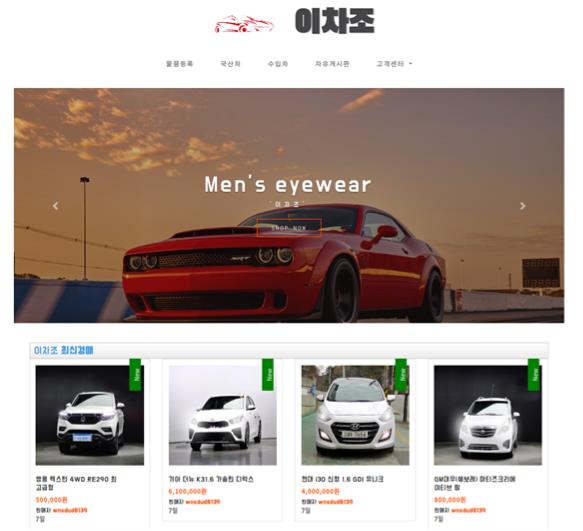 이차조
물품등록 국산차 수입차 자유게시판 고객센터
Men's eyewear
이차조
SHOP NOW
이차조 최신경매
New
New
New
New
쌍용 렉스턴 4WD RE290 최
고급형
500,000원
판매자 wnsdud8139
7일
기아 더뉴 K31.6 가솔린 디럭스
6,100,000원
판매자 wnsdud8139
7일
현대 i30 신형 1.6 GDI 유니크
4,000,000원
판매자 wnsdud8139
7일
GM대우(쉐보레) 마티즈크리에
이티브 팝
800,000원
판매자 wnsdud8139
7일